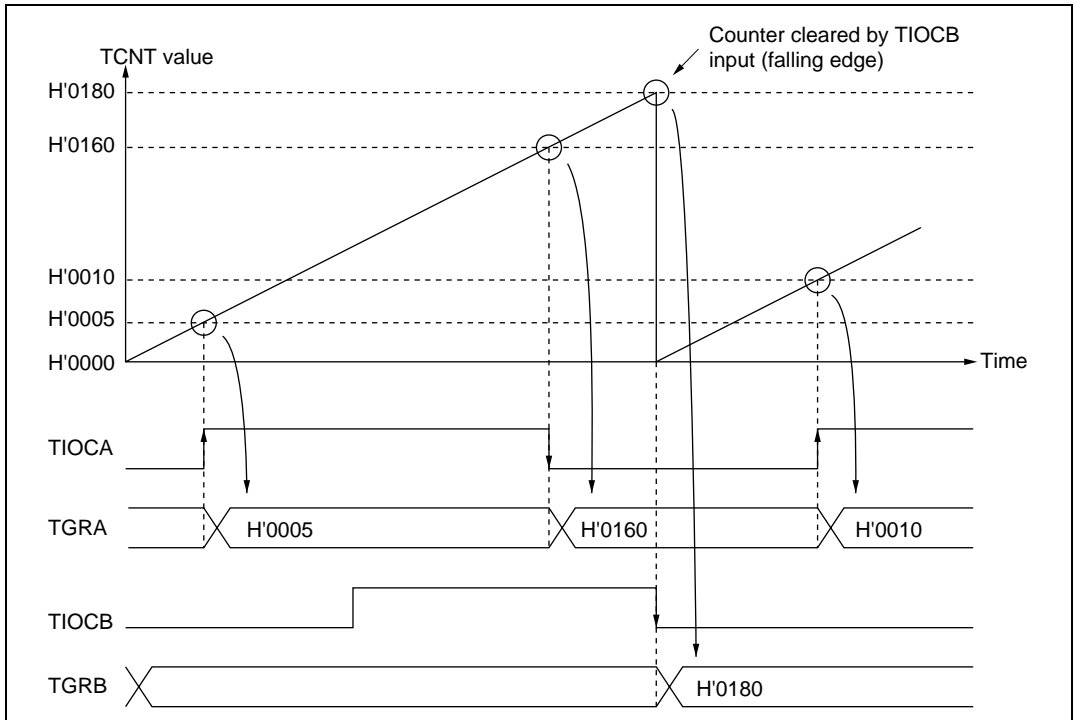 Counter cleared by TIOCB
input (falling edge)
TCNT value
H'0180
H'0160
H'0010
H'0005
H'0000
Time
TIOCA
TGRA
H'0005
H'0160
H'0010
TIOCB
TGRB
H'0180